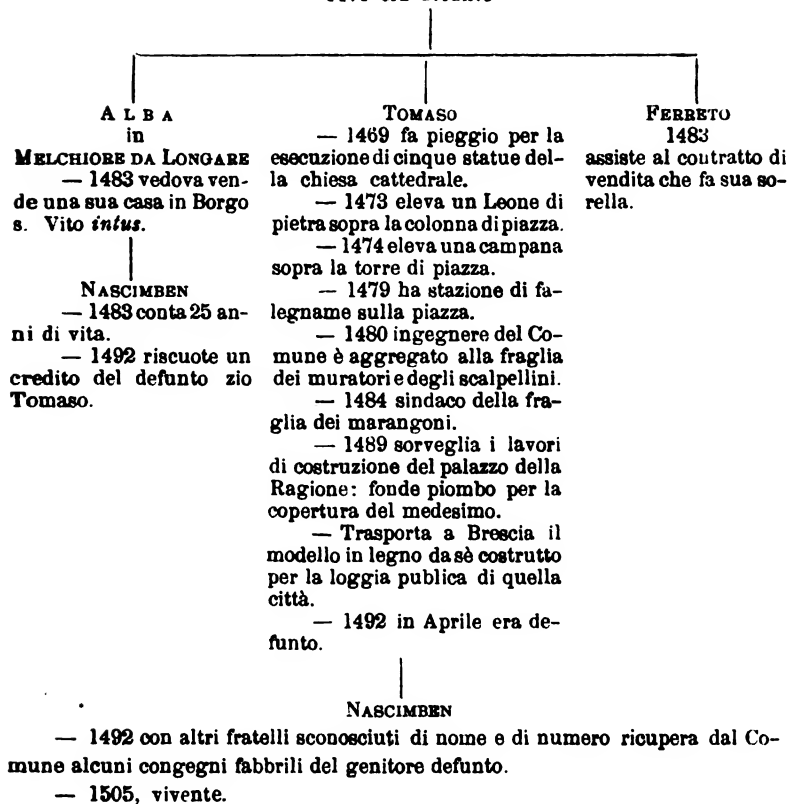 ALBA
in
MELCHIORE DA LONGARE
— 1483 vedova ven-
de una sua casa in Borgo
s. Vito intus.
NASCIMBEN
— 1483 conta 25 an-
ni di vita.
— 1492 riscuote un
credito del defunto zio
Tomaso.
TOMASO
— 1469 fa pieggio per la
esecuzione di cinque statue del-
la chiesa cattedrale.
— 1473 eleva un Leone di
pietra sopra la colonna di piazza.
— 1474 eleva una campana
sopra la torre di piazza.
— 1479 ha stazione di fa-
legname sulla piazza.
— 1480 ingegnere del Co-
mune è aggregato alla fraglia
dei muratori e degli scalpellini.
— 1484 sindaco della fra-
glia dei marangoni.
— 1489 sorveglia i lavori
di costruzione del palazzo della
Ragione: fonde piombo per la
copertura del medesimo.
— Trasporta a Brescia il
modello in legno da sè costrutto
per la loggia publica di quella
città.
— 1492 in Aprile era de-
funto.
FERRETO
1483
assiste al contratto di
vendita che fa sua so-
rella.
NASCIMBEN
— 1492 con altri fratelli sconosciuti di nome e di numero ricupera dal Co-
mune alcuni congegni fabbrili del genitore defunto.
— 1505, vivente.